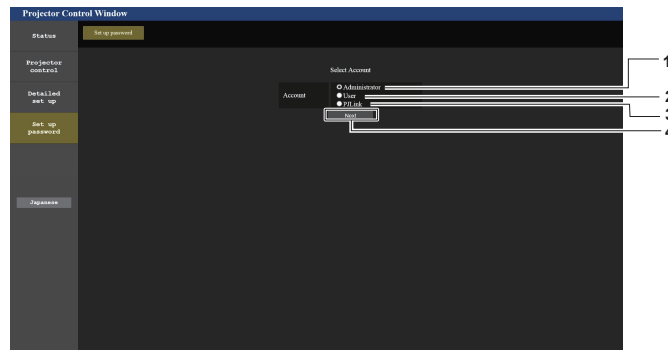 Projector Control Window
Status
Set up password
Projector
control
Select Account
1
Administrator
Account
User
2
PJLink
3
Next
4
Detailed
set up
Set up
password
Japanese